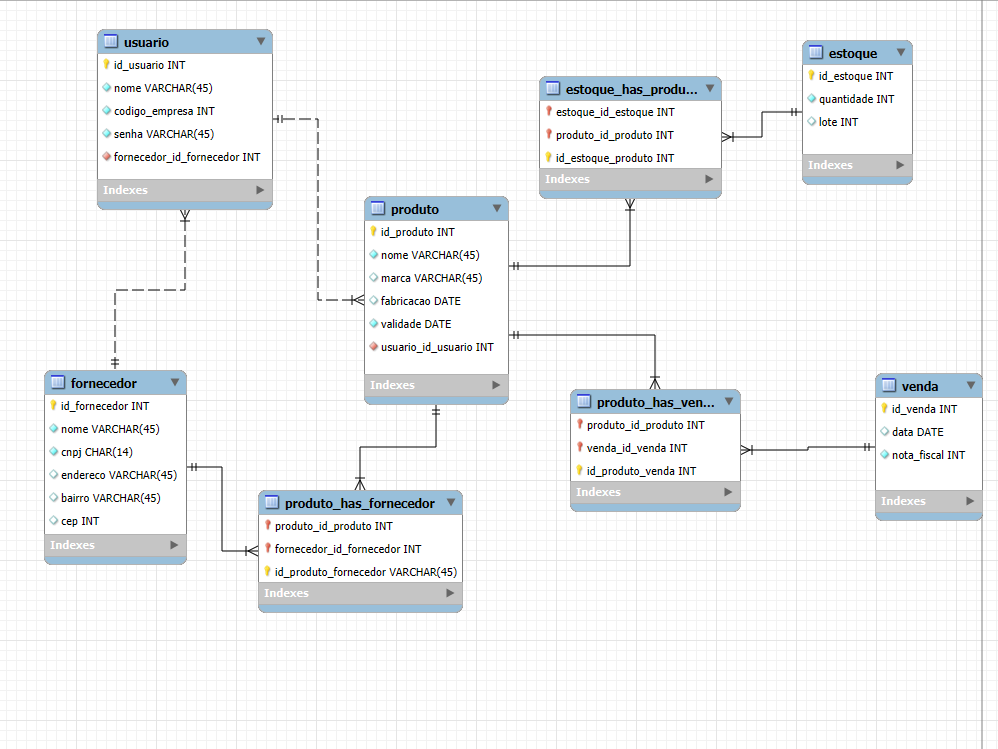 usuario
id_usuario INT
nome VARCHAR(45)
codigo_empresa INT
senha VARCHAR(45)
fornecedor_id_fornecedor INT
Indexes
estoque_has_produ...
estoque_id_estoque INT
produto_id_produto INT
id_estoque_produto INT
Indexes
estoque
id_estoque INT
quantidade INT
lote INT
Indexes
produto
id_produto INT
nome VARCHAR(45)
marca VARCHAR(45)
fabricacao DATE
validade DATE
usuario_id_usuario INT
Indexes
fornecedor
id_fornecedor INT
nome VARCHAR(45)
cnpj CHAR(14)
endereco VARCHAR(45)
bairro VARCHAR(45)
cep INT
Indexes
produto_has_ven...
produto_id_produto INT
venda_id_venda INT
id_produto_venda INT
Indexes
venda
id_venda INT
data DATE
nota_fiscal INT
Indexes
produto_has_fornecedor
produto_id_produto INT
fornecedor_id_fornecedor INT
id_produto_fornecedor VARCHAR(45)
Indexes